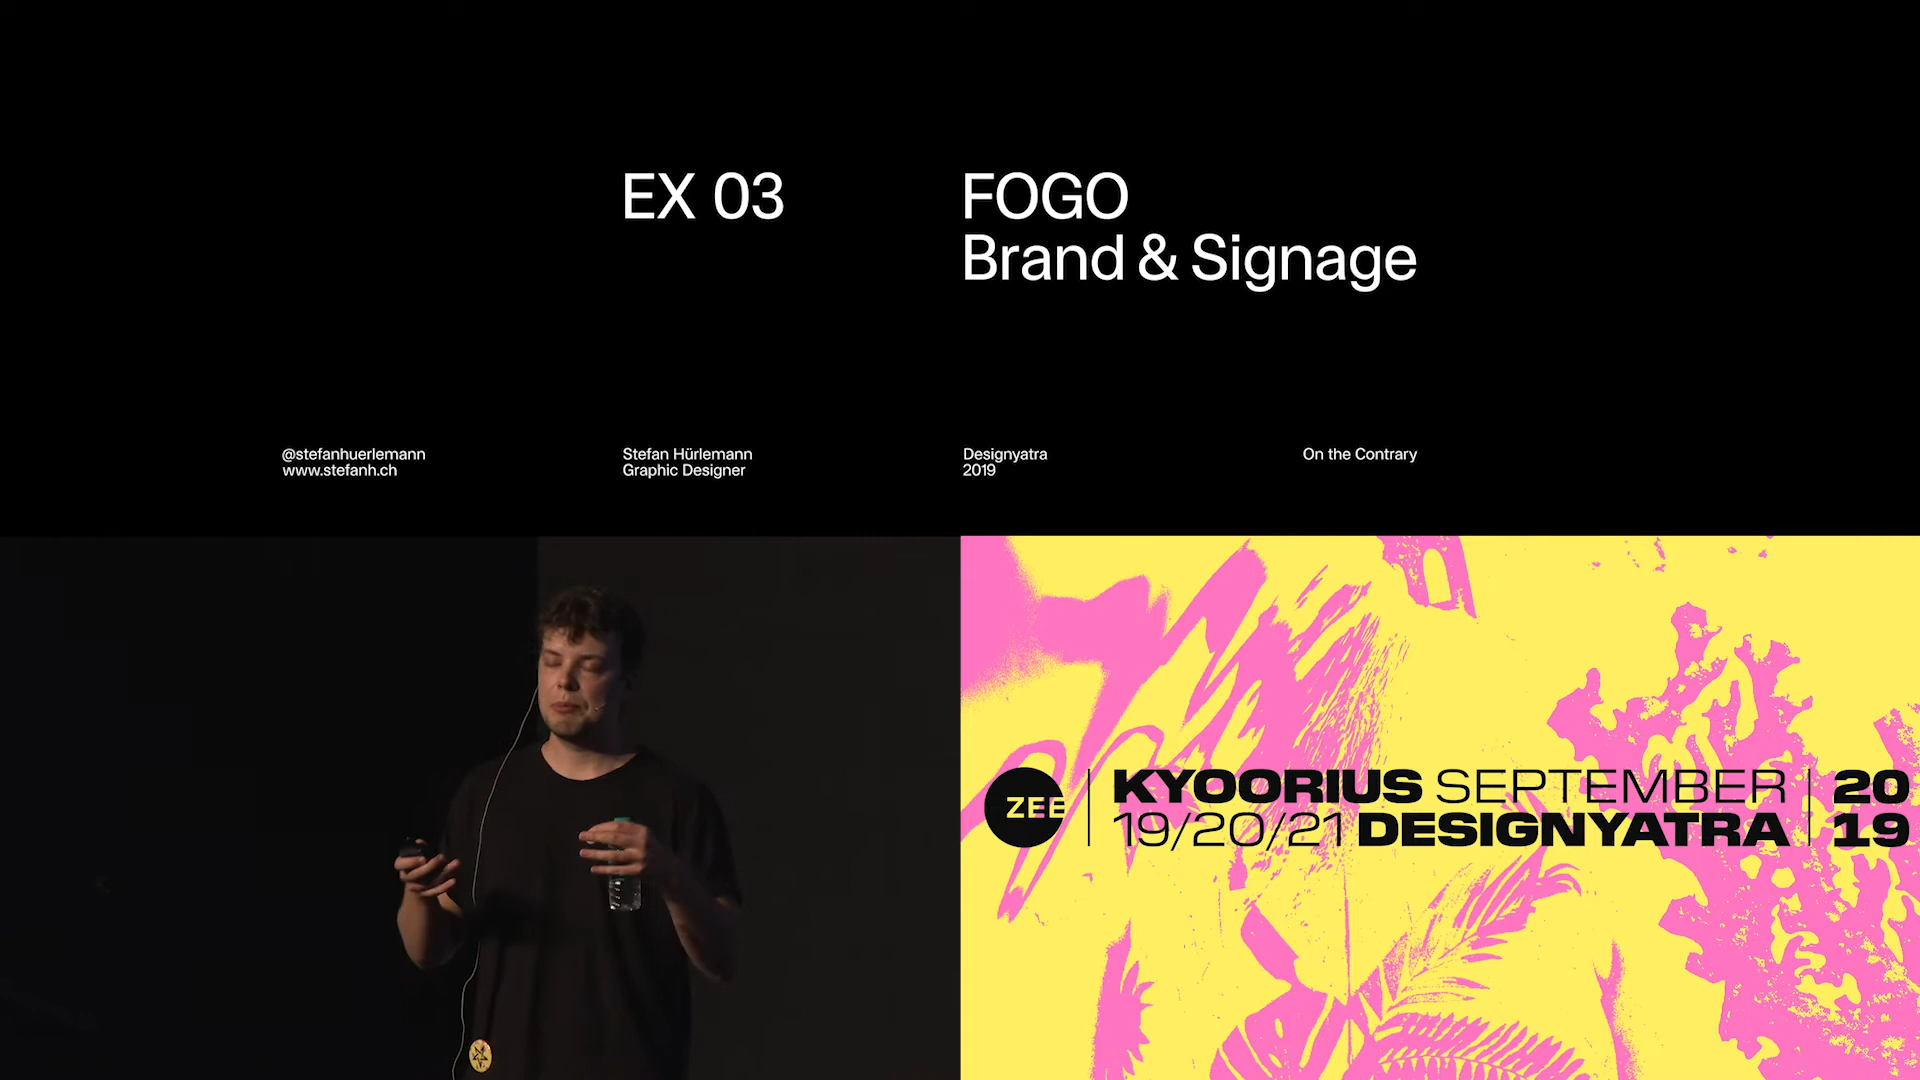 EX 03
FOGO
Brand & Signage
@stefanhuerlemann
www.stefanh.ch
Stefan Hürlemann
Graphic Designer
Designyatra
2019
On the Contrary
ZEE
KYOORIUS SEPTEMBER
19/20/21 DESIGNYATRA
20
19